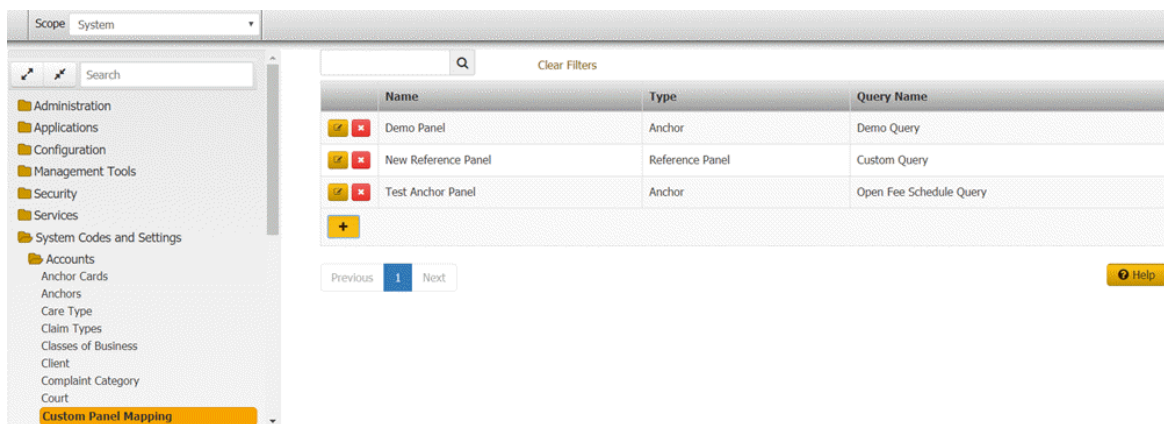 Scope System
Search
Clear Filters
Administration
Applications
Configuration
Management Tools
Security
Services
System Codes and Settings
Accounts
Anchor Cards
Anchors
Care Type
Claim Types
Classes of Business
Client
Complaint Category
Court
Custom Panel Mapping
Name Type Query Name
Demo Panel Anchor Demo Query
New Reference Panel Reference Panel Custom Query
Test Anchor Panel Anchor Open Fee Schedule Query
+
Previous 1 Next
Help